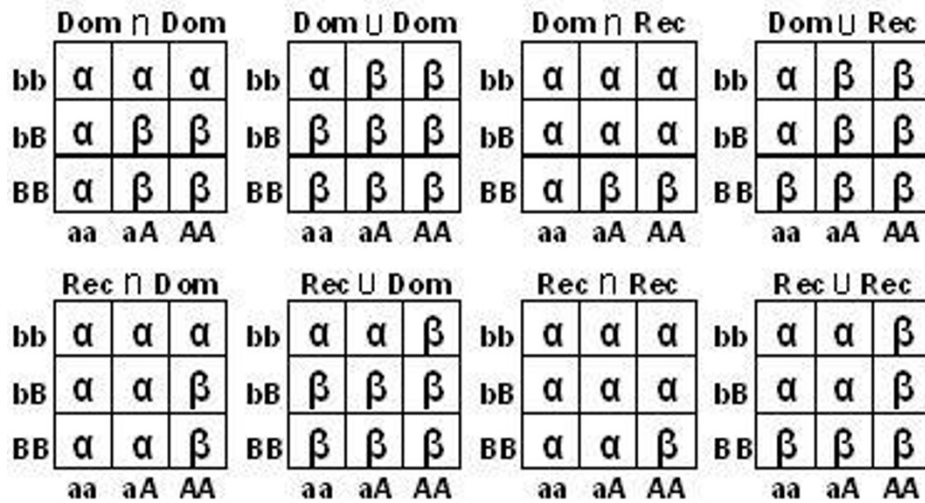 Dom ∩ Dom Dom ∪ Dom Dom ∩ Rec Dom ∪ Rec
bb α α α bb α β β bb α α α bb α β β
bB α β β bB β β β bB α α α bB α β β
BB α β β BB β β β BB α β β BB β β β
aa aA AA aa aA AA aa aA AA aa aA AA
Rec ∩ Dom Rec ∪ Dom Rec ∩ Rec Rec ∪ Rec
bb α α α bb α α β bb α α α bb α α β
bB α α β bB β β β bB α α α bB α α β
BB α α β BB β β β BB α α β BB β β β
aa aA AA aa aA AA aa aA AA aa aA AA